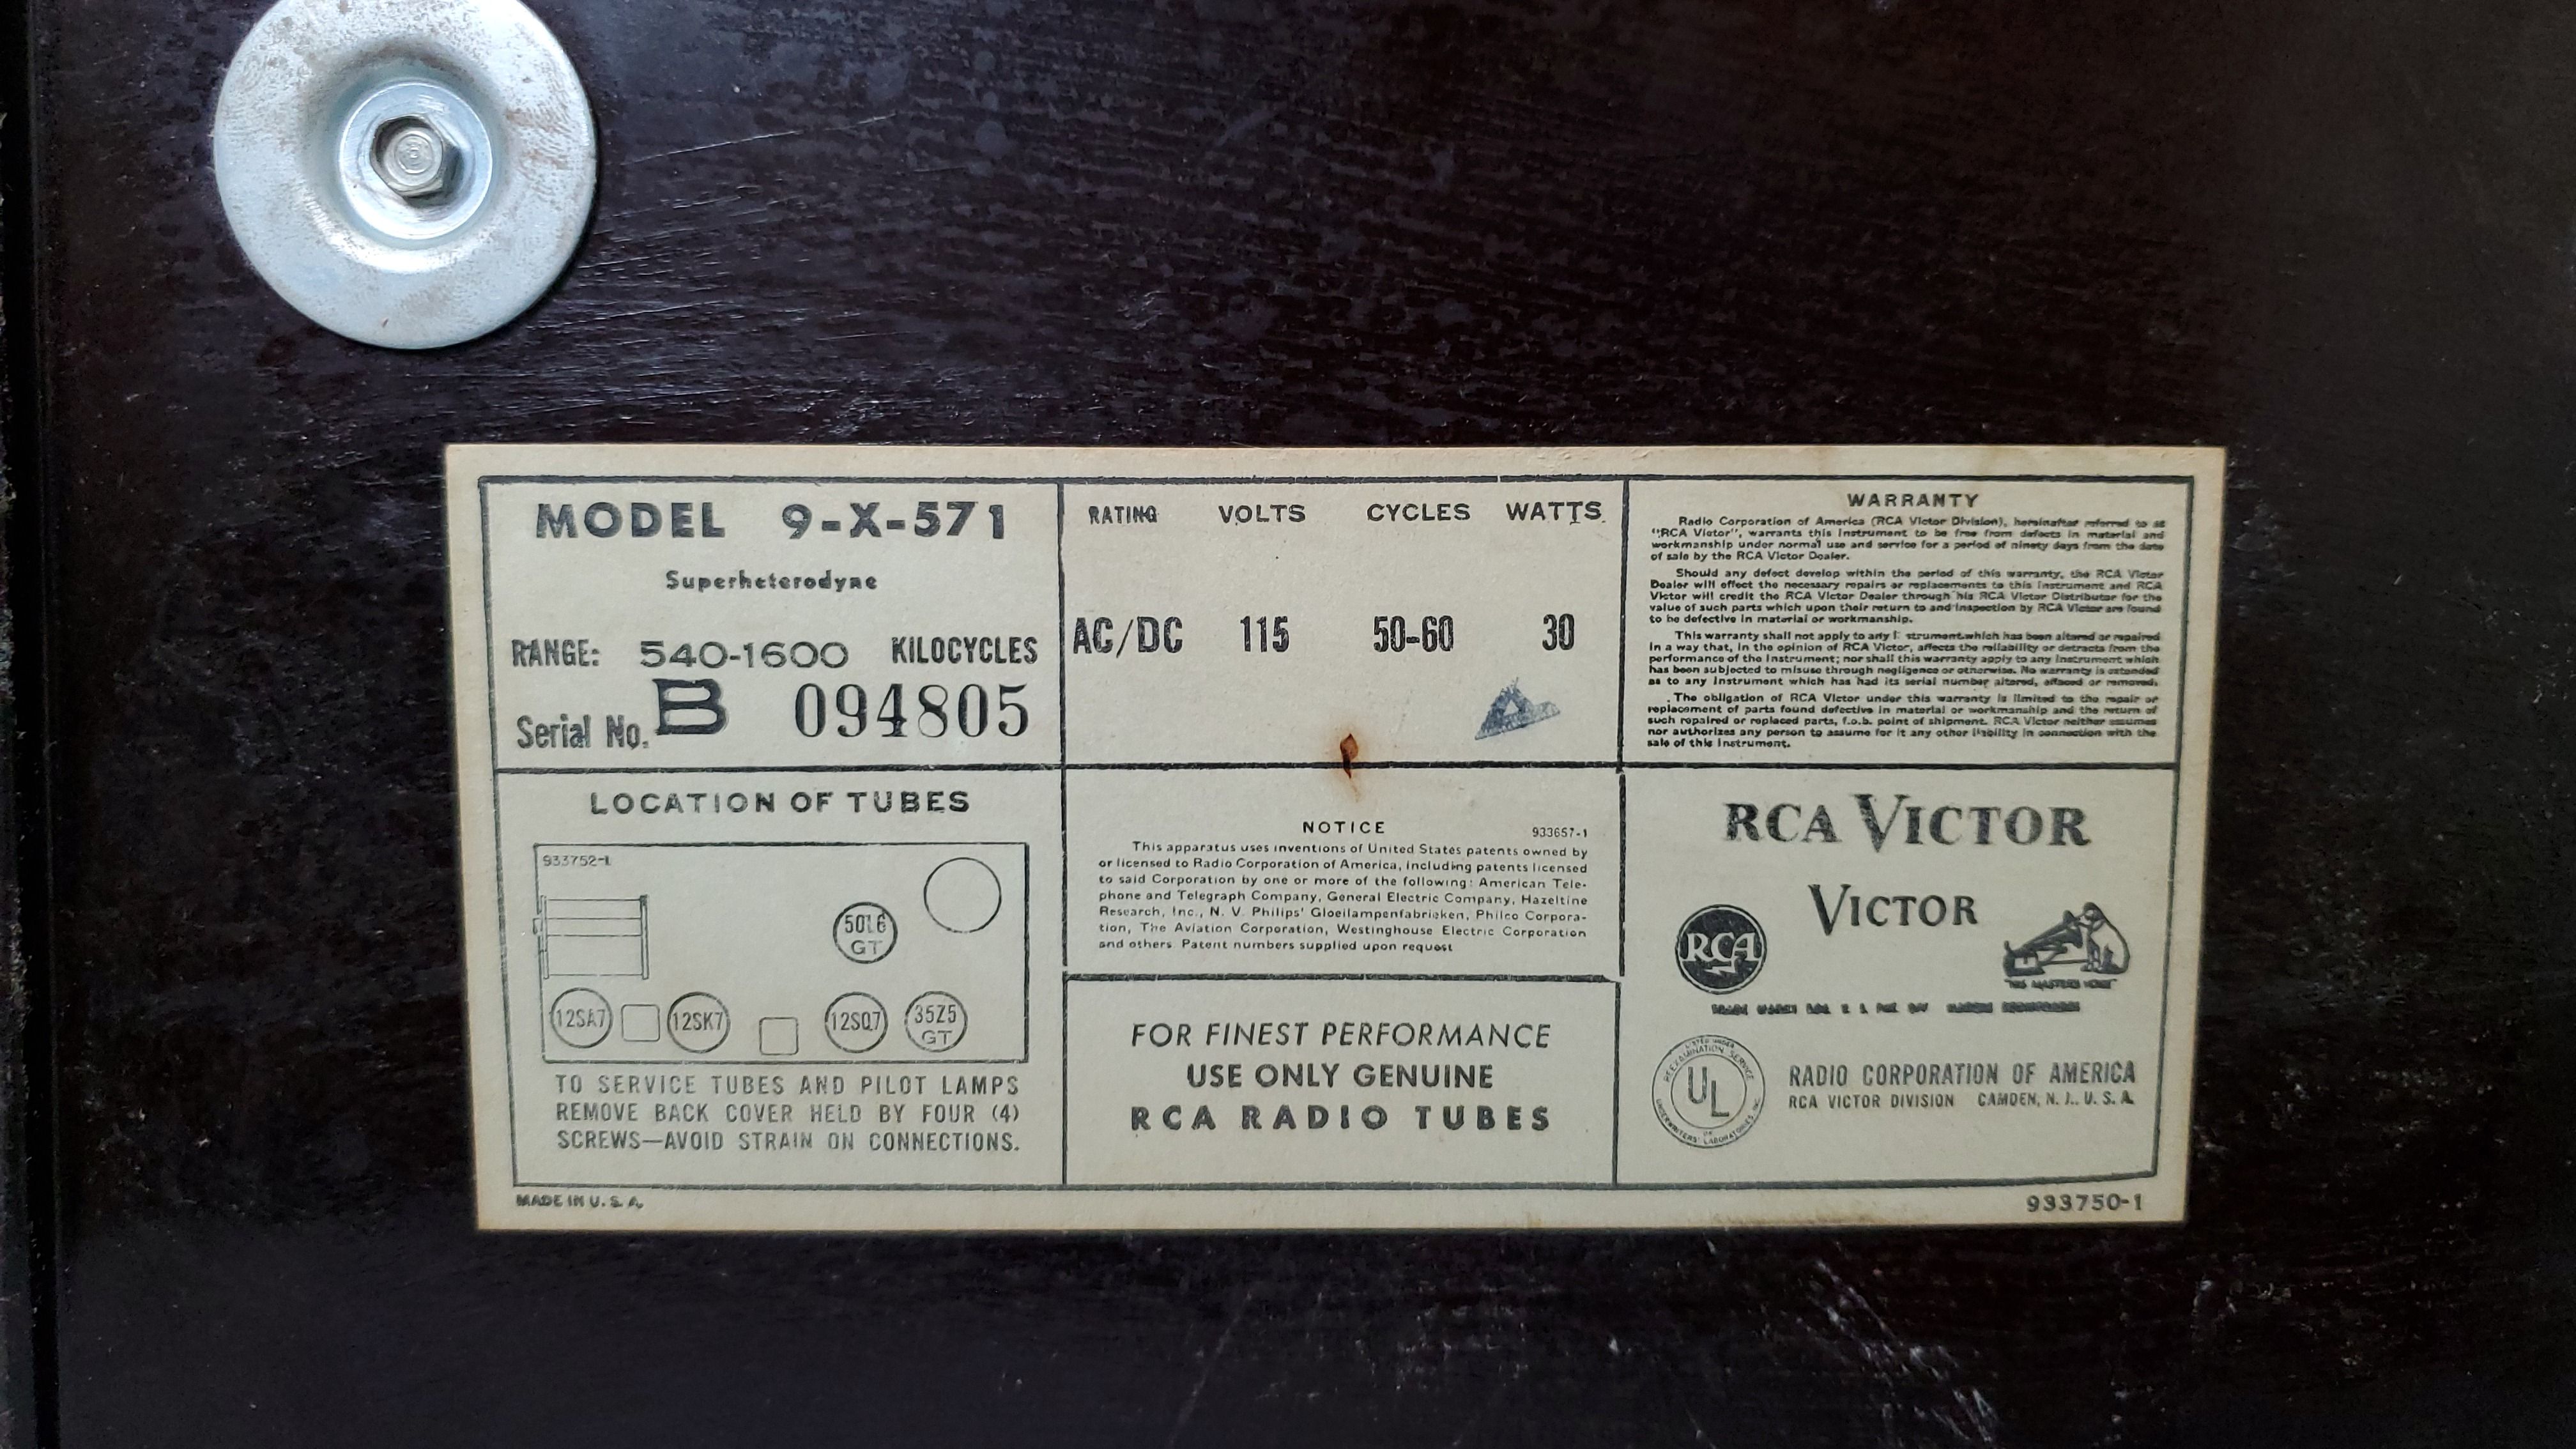 MODEL 9-X-571
Superheterodyne
RANGE: 540-1600 KILOCYCLES
Serial No. B 094805
RATING VOLTS CYCLES WATTS
AC/DC 115 50-60 30
WARRANTY
Radio Corporation of America (RCA Victor Division), hereinafter referred to as
"RCA Victor", warrants this instrument to be free from defects in material and
workmanship under normal use and service for a period of ninety days from the date
of sale by the RCA Victor Dealer.
Should any defect develop within the period of this warranty, the RCA Victor
Dealer will effect the necessary repairs or replacements to this instrument and RCA
Victor will credit the RCA Victor Dealer through his RCA Victor Distributor for the
value of such parts which upon their return to and inspection by RCA Victor are found
to be defective in material or workmanship.
This warranty shall not apply to any strument which has been altered or repaired
in a way that, in the opinion of RCA Victor, affects the reliability or detracts from the
performance of the instrument; nor shall this warranty apply to any instrument which
has been subjected to misuse through negligence or otherwise. No warranty is extended
as to any instrument which has had its serial number altered, effaced or removed.
The obligation of RCA Victor under this warranty is limited to the repair or
replacement of parts found defective in material or workmanship and the return of
such repaired or replaced parts, f.o.b. point of shipment. RCA Victor neither assumes
nor authorizes any person to assume for it any other liability in connection with the
sale of this instrument.
LOCATION OF TUBES
933752-1
50L6
GT
12SA7 12SK7 12SQ7 35Z5
GT
TO SERVICE TUBES AND PILOT LAMPS
REMOVE BACK COVER HELD BY FOUR (4)
SCREWS—AVOID STRAIN ON CONNECTIONS.
NOTICE 933657-1
This apparatus uses inventions of United States patents owned by
or licensed to Radio Corporation of America, including patents licensed
to said Corporation by one or more of the following: American Tele-
phone and Telegraph Company, General Electric Company, Hazeltine
Research, Inc., N. V. Philips' Gloeilampenfabrieken, Philco Corpora-
tion, The Aviation Corporation, Westinghouse Electric Corporation
and others Patent numbers supplied upon request
FOR FINEST PERFORMANCE
USE ONLY GENUINE
RCA RADIO TUBES
RCA VICTOR
VICTOR
RCA
"HIS MASTER'S VOICE"
LISTED UNDER
REEXAMINATION SERVICE
UL
UNDERWRITERS' LABORATORIES, INC.
RADIO CORPORATION OF AMERICA
RCA VICTOR DIVISION CAMDEN, N. J., U. S. A.
MADE IN U. S. A.
933750-1